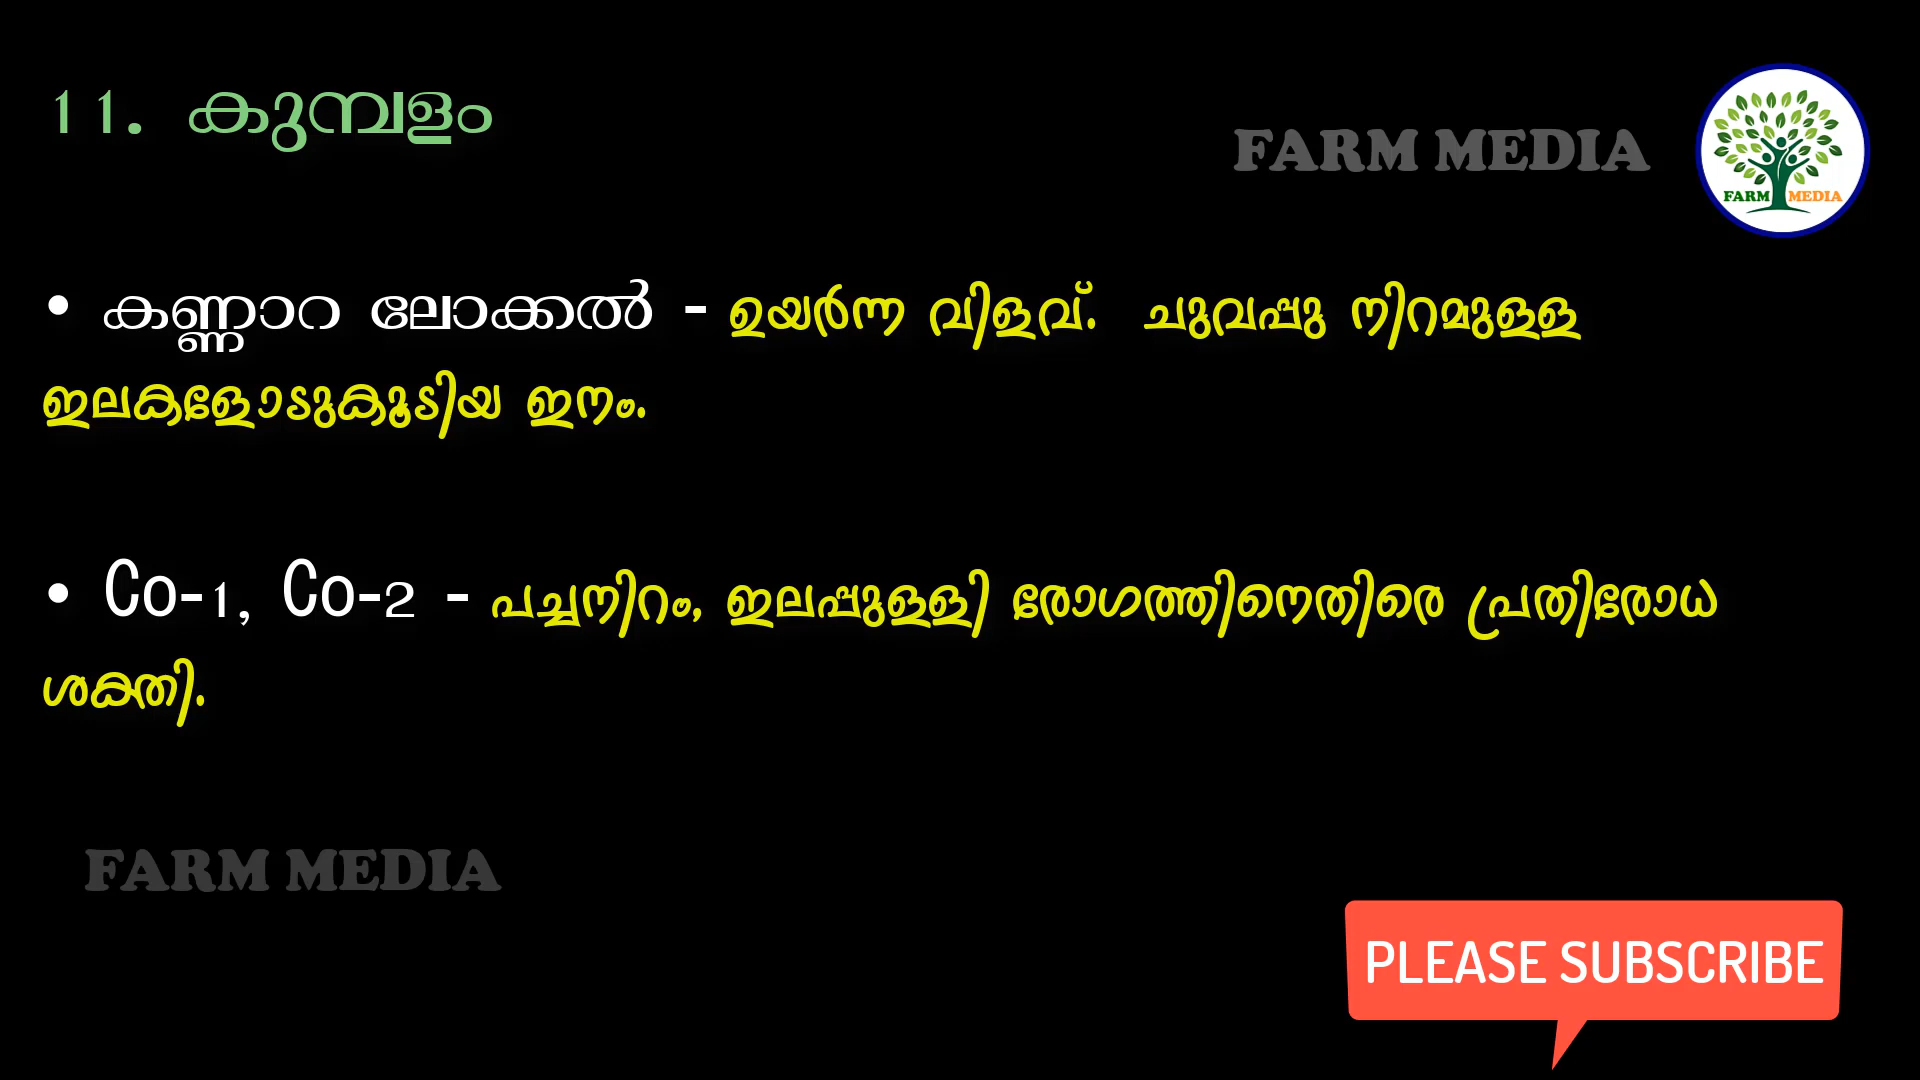 11. കുമ്പളം
FARM MEDIA
FARM MEDIA
• കണ്ണാറ ലോക്കൽ - ഉയർന്ന വിളവ്. ചുവപ്പു നിറമുള്ള
ഇലകളോടുകൂടിയ ഇനം.
• Co-1, Co-2 - പച്ചനിറം, ഇലപ്പുള്ളി രോഗത്തിനെതിരെ പ്രതിരോധ
ശക്തി.
FARM MEDIA
PLEASE SUBSCRIBE